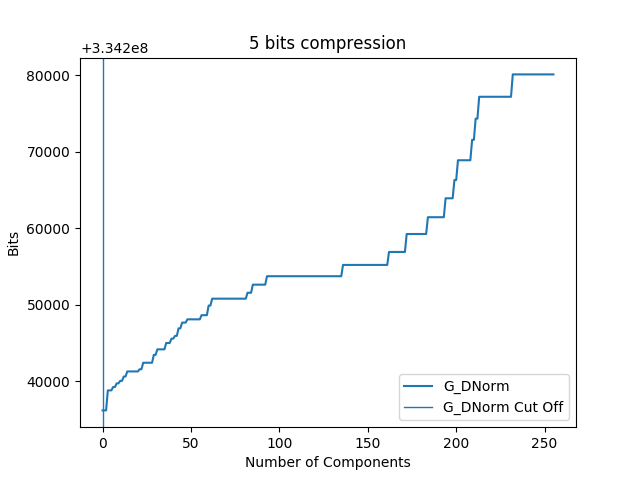 5 bits compression
+3.342e8
80000
70000
60000
50000
40000
Bits
0 50 100 150 200 250
Number of Components
G_DNorm
G_DNorm Cut Off